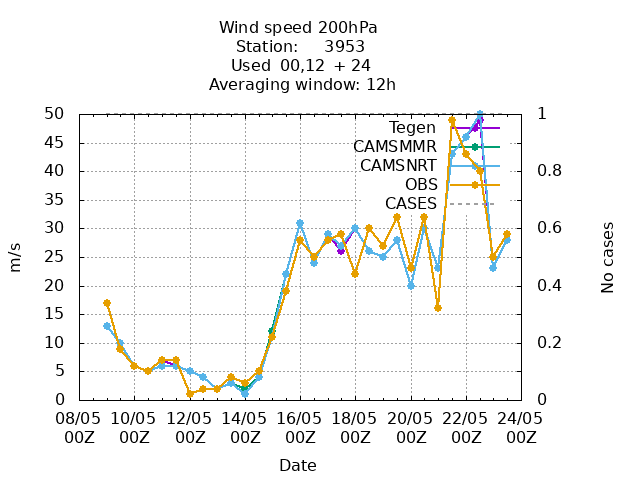 Wind speed 200hPa
Station: 3953
Used 00,12 + 24
Averaging window: 12h
50 1
Tegen
45
CAMSMMR
40 0.8
CAMSNRT
OBS
35
CASES
30 0.6
25
20 0.4
15
10 0.2
5
0 0
m/s
No cases
08/05 10/05 12/05 14/05 16/05 18/05 20/05 22/05 24/05
00Z 00Z 00Z 00Z 00Z 00Z 00Z 00Z 00Z
Date